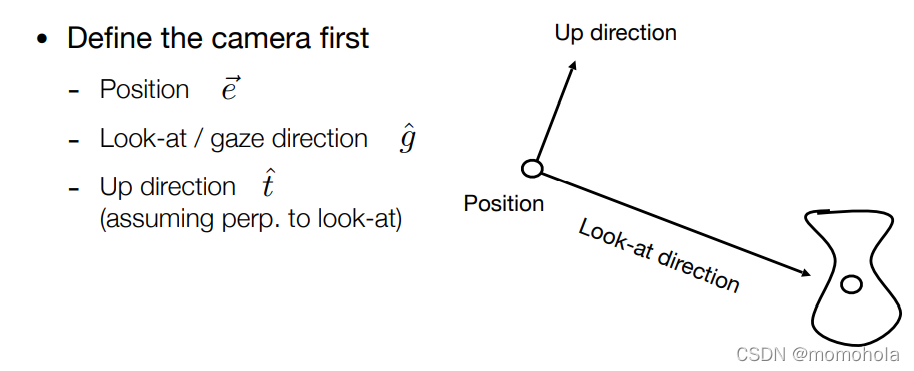 • Define the camera first
- Position $\vec{e}$
- Look-at / gaze direction $\hat{g}$
- Up direction $\hat{t}$
(assuming perp. to look-at)
Up direction
Position
Look-at direction
CSDN @momohola